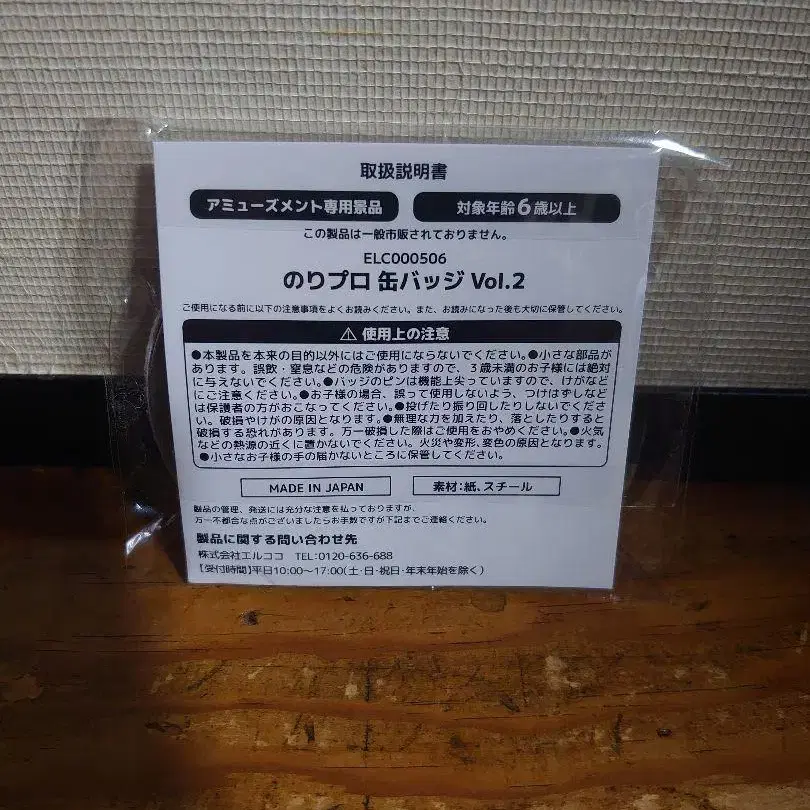 取扱説明書
アミューズメント専用景品 対象年齢6歳以上
この製品は一般市販されておりません。
ELC000506
のりプロ 缶バッジ Vol.2
ご使用になる前に以下の注意事項をよくお読みください。また、お読みになった後も大切に保管してください。
⚠ 使用上の注意
●本製品を本来の目的以外にはご使用にならないでください。●小さな部品が
あります。誤飲・窒息などの危険がありますので、３歳未満のお子様には絶対
に与えないでください。●バッジのピンは機能上尖っていますので、けがなど
にご注意ください。●お子様の場合、誤って使用しないよう、つけはずしなど
は保護者の方がおこなってください。●投げたり振り回したりしないでくださ
い。破損やけがの原因となります。●無理な力を加えたり、落としたりすると
破損する恐れがあります。万一破損した際はご使用をおやめください。●火気
などの熱源の近くに置かないでください。火災や変形、変色の原因となります。
●小さなお子様の手の届かないところに保管してください。
MADE IN JAPAN 素材:紙、スチール
製品の管理、発送には充分な注意を払っておりますが、
万一不都合な点がございましたらお手数ですが下記までご連絡ください。
製品に関する問い合わせ先
株式会社エルココ TEL:0120-636-688
【受付時間】平日10:00〜17:00(土・日・祝日・年末年始を除く)